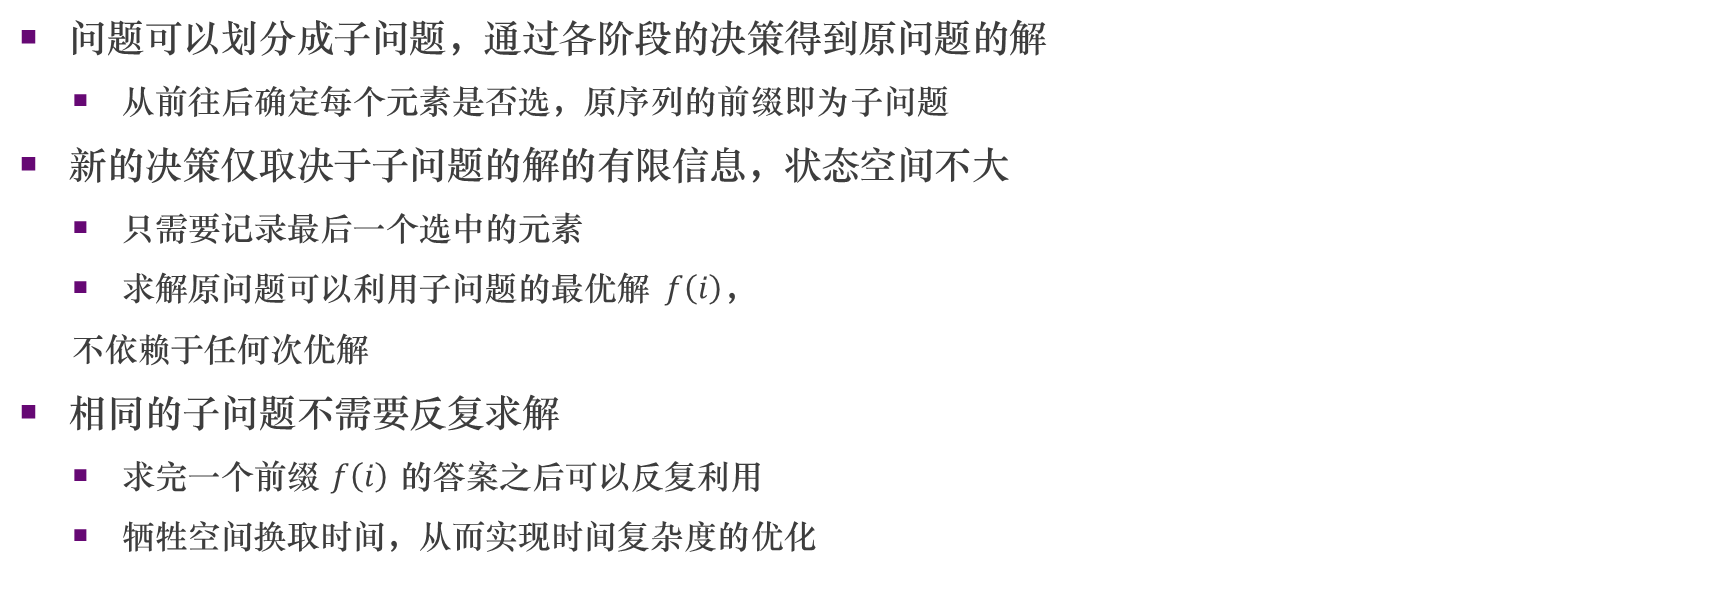 ▪ 问题可以划分成子问题，通过各阶段的决策得到原问题的解
▪ 从前往后确定每个元素是否选，原序列的前缀即为子问题
▪ 新的决策仅取决于子问题的解的有限信息，状态空间不大
▪ 只需要记录最后一个选中的元素
▪ 求解原问题可以利用子问题的最优解 f(i)，
不依赖于任何次优解
▪ 相同的子问题不需要反复求解
▪ 求完一个前缀 f(i) 的答案之后可以反复利用
▪ 牺牲空间换取时间，从而实现时间复杂度的优化